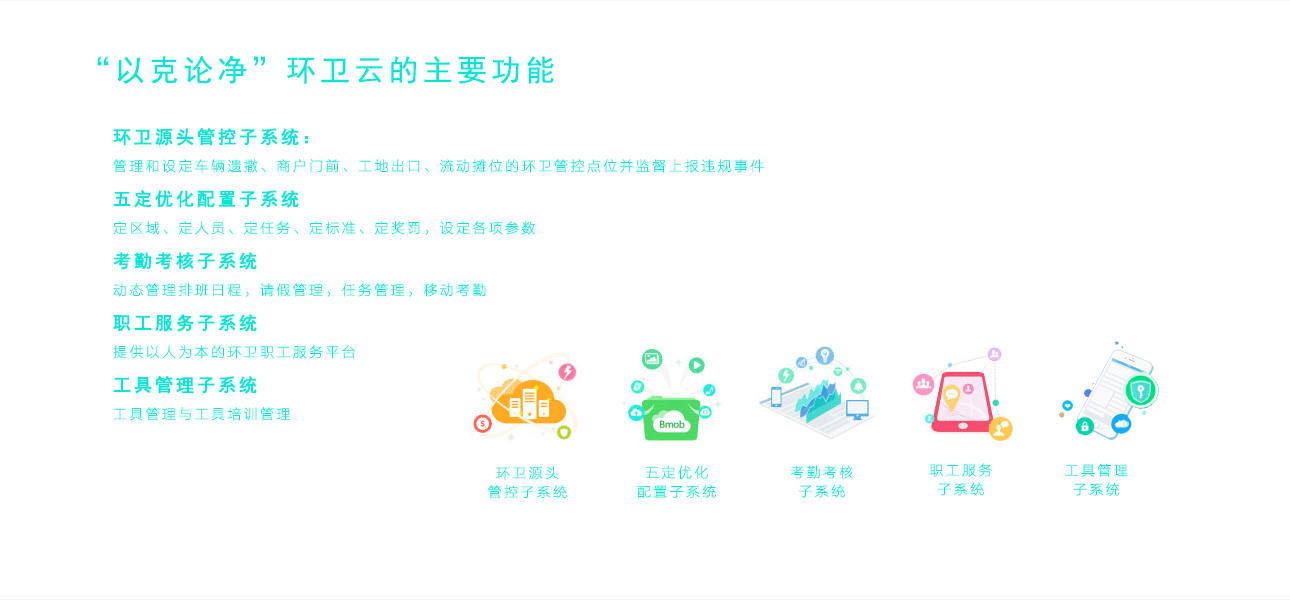 “以克论净”环卫云的主要功能
环卫源头管控子系统：
管理和设定车辆遗撒、商户门前、工地出口、流动摊位的环卫管控点位并监督上报违规事件
五定优化配置子系统
定区域、定人员、定任务、定标准、定奖罚，设定各项参数
考勤考核子系统
动态管理排班日程，请假管理，任务管理，移动考勤
职工服务子系统
提供以人为本的环卫职工服务平台
工具管理子系统
工具管理与工具培训管理
$
Bmob
环卫源头
管控子系统
五定优化
配置子系统
考勤考核
子系统
职工服务
子系统
工具管理
子系统